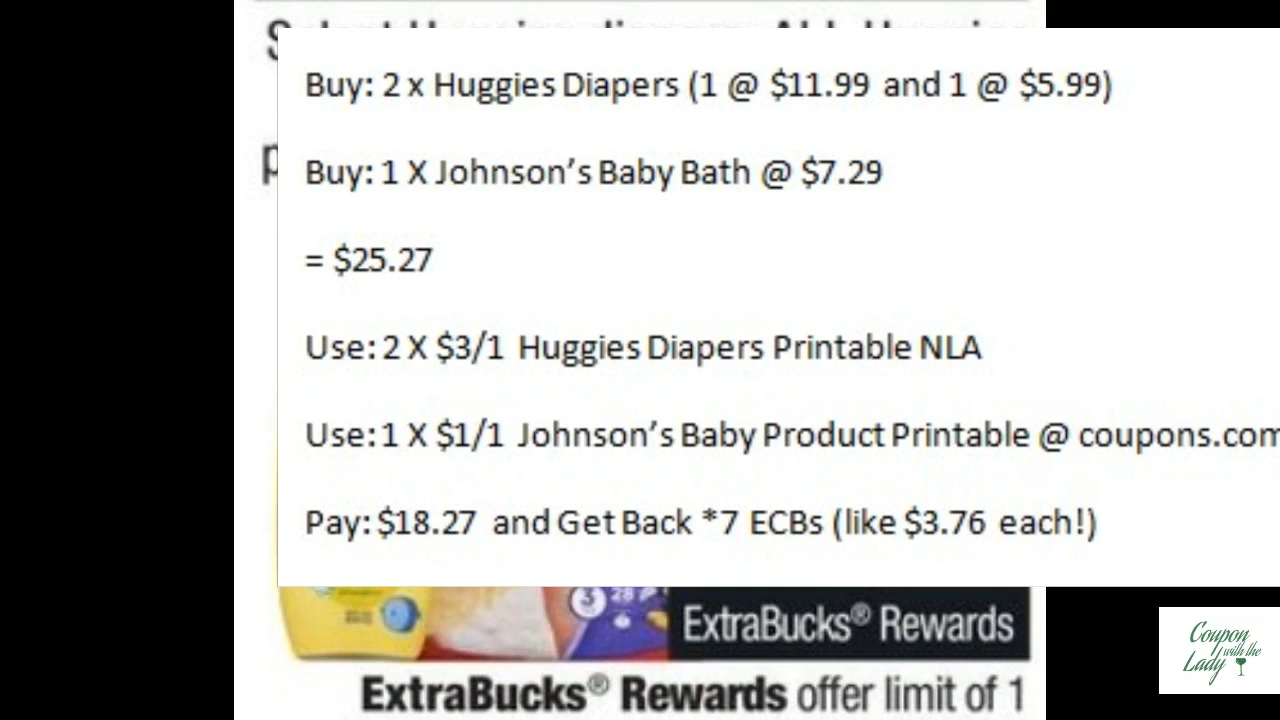 Buy: 2 x Huggies Diapers (1 @ $11.99 and 1 @ $5.99)
Buy: 1 X Johnson's Baby Bath @ $7.29
= $25.27
Use: 2 X $3/1 Huggies Diapers Printable NLA
Use: 1 X $1/1 Johnson's Baby Product Printable @ coupons.com
Pay: $18.27 and Get Back *7 ECBs (like $3.76 each!)
3
28
ExtraBucks® Rewards
ExtraBucks® Rewards offer limit of 1
Coupon
with the
Lady